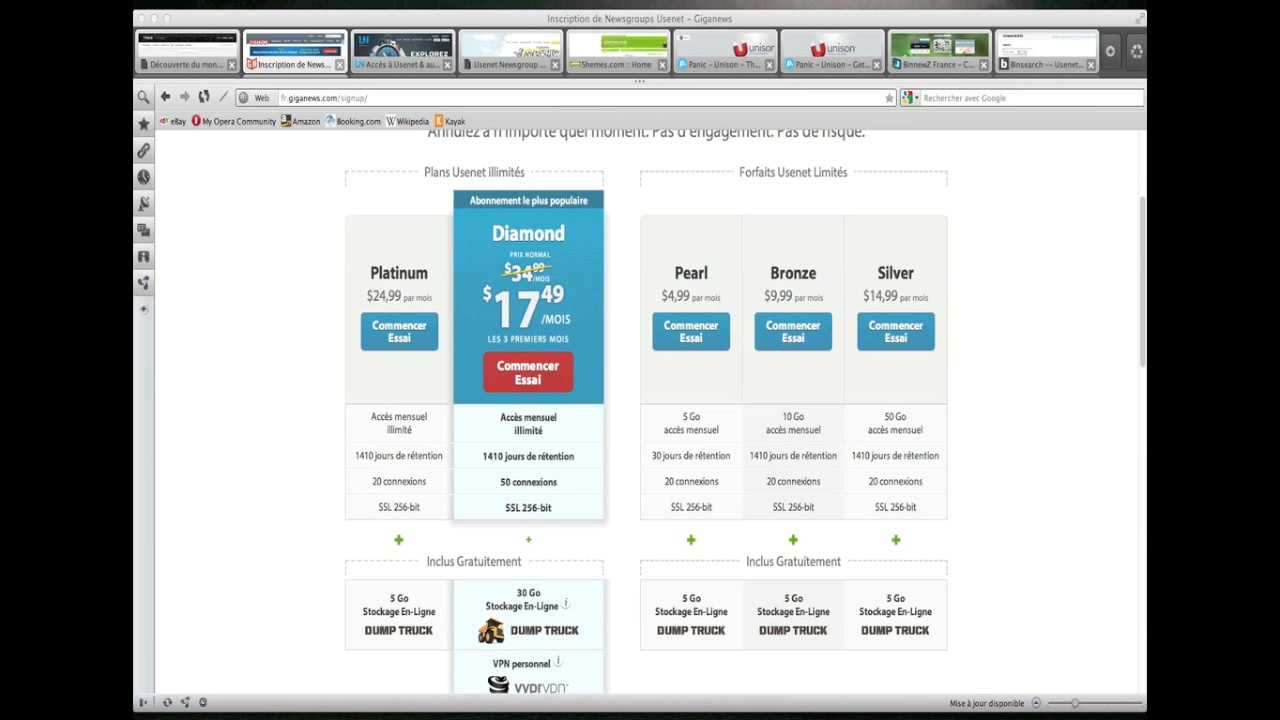 Inscription de Newsgroups Usenet – Giganews
Découverte du mon...
Inscription de News...
Accès à Usenet & au...
Usenet Newsgroup ...
Shemes.com :: Home
Panic – Unison – Th...
Panic – Unison – Get...
BinnewZ France – C...
Binsearch –– Usenet...
LN
EXPLOREZ
unison
unison
Web
fr.giganews.com/signup/
Rechercher avec Google
eBay
My Opera Community
Amazon
Booking.com
Wikipedia
Kayak
Annulez à n'importe quel moment. Pas d'engagement. Pas de risque.
Plans Usenet illimités
Forfaits Usenet Limités
Abonnement le plus populaire
Platinum
$24,99 par mois
Commencer
Essai
Diamond
PRIX NORMAL
$34⁹⁹/MOIS
$17⁴⁹/MOIS
LES 3 PREMIERS MOIS
Commencer
Essai
Pearl
$4,99 par mois
Commencer
Essai
Bronze
$9,99 par mois
Commencer
Essai
Silver
$14,99 par mois
Commencer
Essai
Accès mensuel
illimité
Accès mensuel
illimité
5 Go
accès mensuel
10 Go
accès mensuel
50 Go
accès mensuel
1410 jours de rétention
1410 jours de rétention
30 jours de rétention
1410 jours de rétention
1410 jours de rétention
20 connexions
50 connexions
20 connexions
20 connexions
20 connexions
SSL 256-bit
SSL 256-bit
SSL 256-bit
SSL 256-bit
SSL 256-bit
Inclus Gratuitement
Inclus Gratuitement
5 Go
Stockage En-Ligne
DUMP TRUCK
30 Go
Stockage En-Ligne i
DUMP TRUCK
5 Go
Stockage En-Ligne
DUMP TRUCK
5 Go
Stockage En-Ligne
DUMP TRUCK
5 Go
Stockage En-Ligne
DUMP TRUCK
VPN personnel i
vyprvpn
Mise à jour disponible